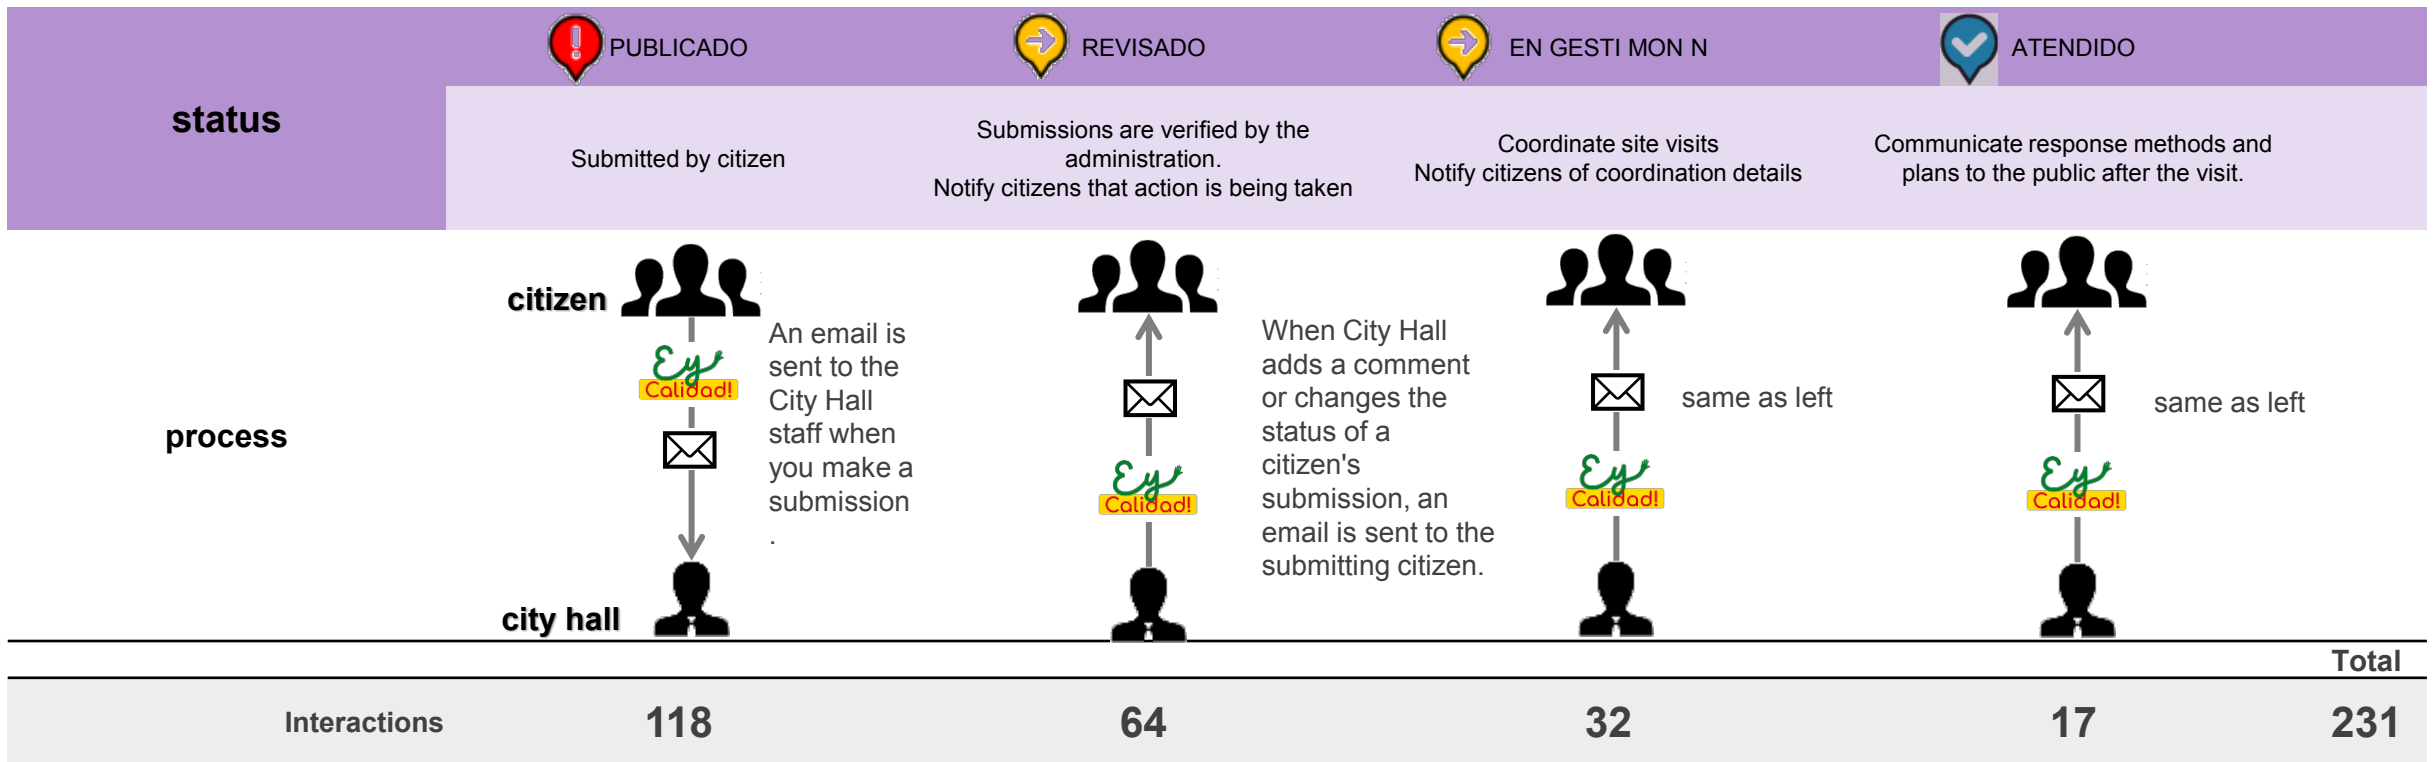 PUBLICADO
REVISADO
EN GESTI MON N
ATENDIDO
status
Submitted by citizen
Submissions are verified by the
administration.
Notify citizens that action is being taken
Coordinate site visits
Notify citizens of coordination details
Communicate response methods and
plans to the public after the visit.
citizen
An email is
sent to the
City Hall
staff when
you make a
submission
.
When City Hall
adds a comment
or changes the
status of a
citizen's
submission, an
email is sent to the
submitting citizen.
same as left
same as left
Ey
Calidad!
Ey
Calidad!
Ey
Calidad!
Ey
Calidad!
process
city hall
Total
Interactions
118
64
32
17
231